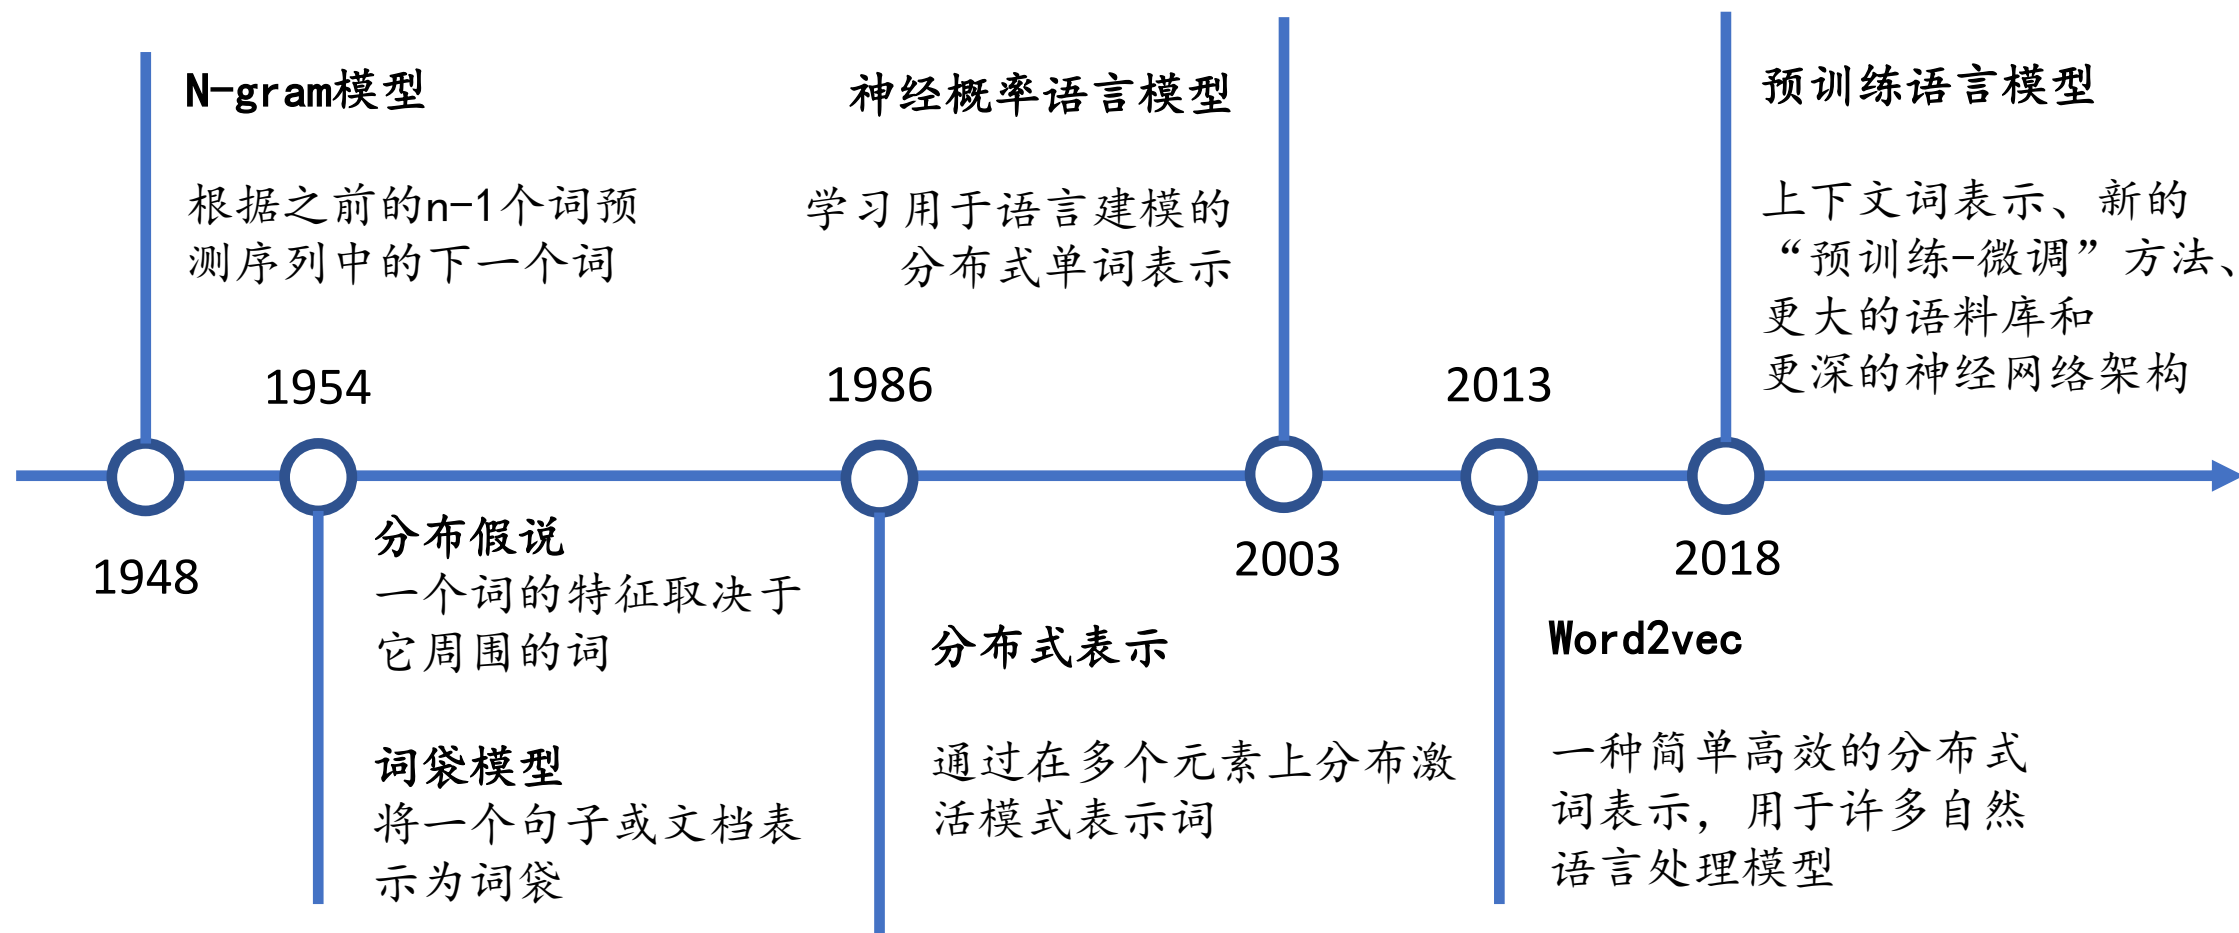 N-gram模型
根据之前的n-1个词预
测序列中的下一个词
1948
1954
分布假说
一个词的特征取决于
它周围的词
词袋模型
将一个句子或文档表
示为词袋
1986
分布式表示
通过在多个元素上分布激
活模式表示词
神经概率语言模型
学习用于语言建模的
分布式单词表示
2003
2013
Word2vec
一种简单高效的分布式
词表示，用于许多自然
语言处理模型
预训练语言模型
上下文词表示、新的
“预训练-微调”方法、
更大的语料库和
更深的神经网络架构
2018